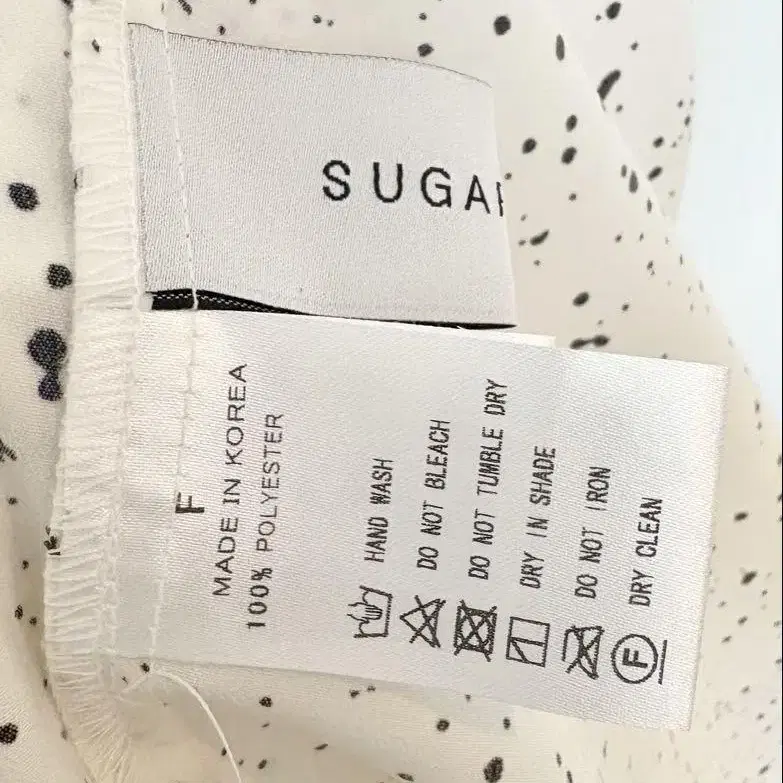 SUGAR
F
MADE IN KOREA
100% POLYESTER
HAND WASH
DO NOT BLEACH
DO NOT TUMBLE DRY
DRY IN SHADE
DO NOT IRON
F DRY CLEAN